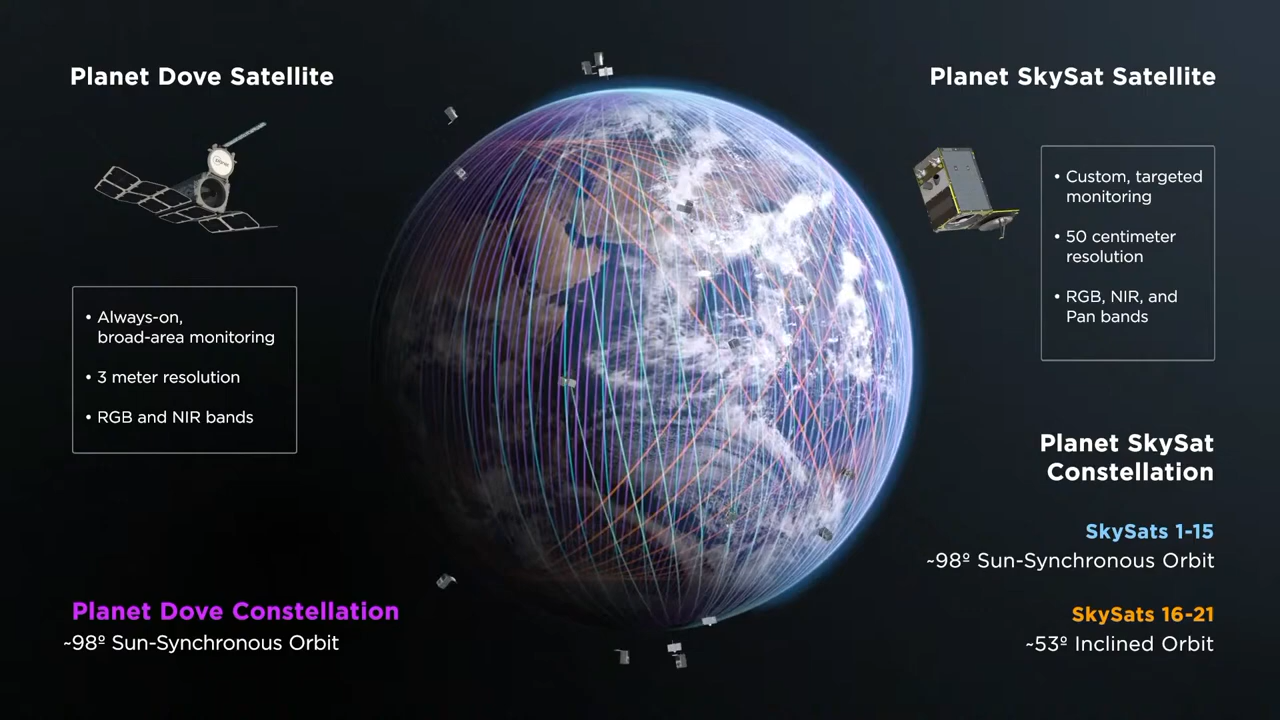 Planet Dove Satellite
• Always-on,
broad-area monitoring
• 3 meter resolution
• RGB and NIR bands
Planet Dove Constellation
~98º Sun-Synchronous Orbit
Planet SkySat Satellite
• Custom, targeted
monitoring
• 50 centimeter
resolution
• RGB, NIR, and
Pan bands
Planet SkySat
Constellation
SkySats 1-15
~98º Sun-Synchronous Orbit
SkySats 16-21
~53º Inclined Orbit